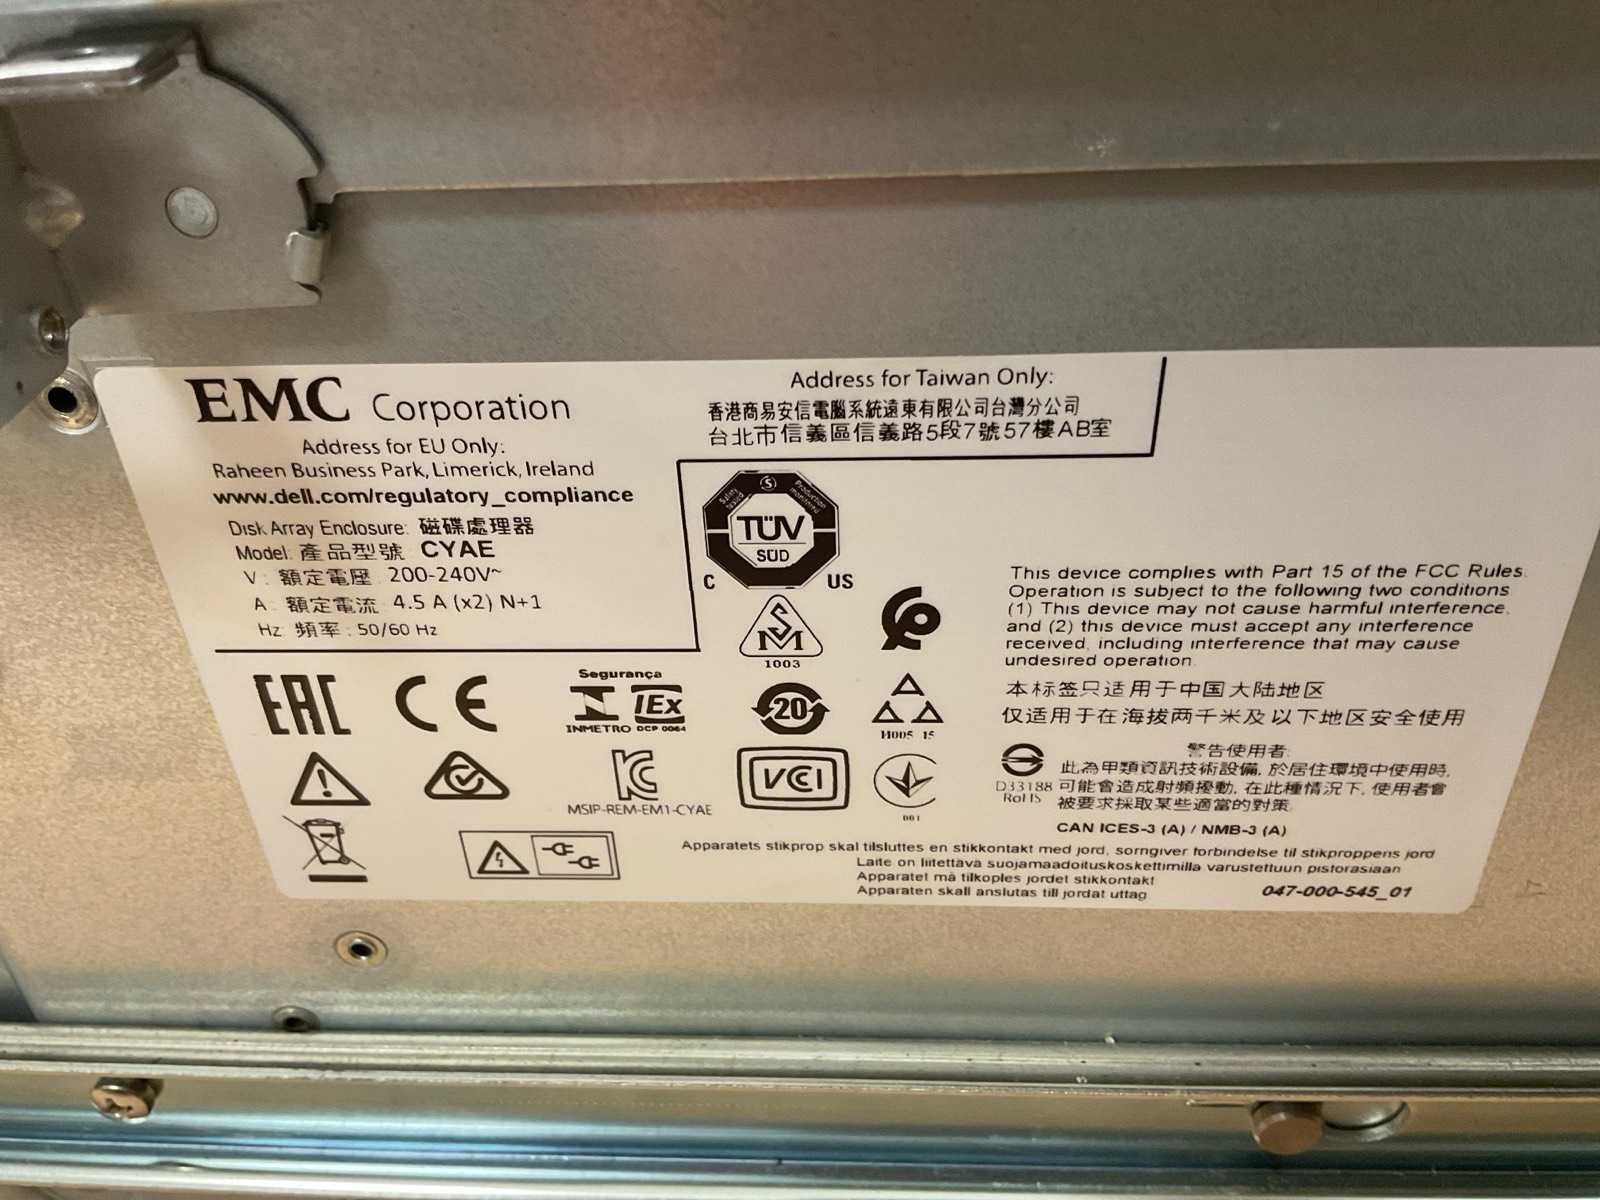 EMC Corporation
Address for EU Only:
Raheen Business Park, Limerick, Ireland
www.dell.com/regulatory_compliance
Disk Array Enclosure: 磁碟處理器
Model: 產品型號 CYAE
V : 額定電壓 200-240V~
A : 額定電流 4.5 A (x2) N+1
Hz 頻率 : 50/60 Hz
Address for Taiwan Only:
香港商易安信電腦系統遠東有限公司台灣分公司
台北市信義區信義路5段7號57樓AB室
Safety tested
S
Production monitored
TÜV
SÜD
C US
S
M
1003
EAC CE
Segurança
IEx
INMETRO OCP 0064
20
M005 15
MSIP-REM-EM1-CYAE
VCI
001
This device complies with Part 15 of the FCC Rules.
Operation is subject to the following two conditions
(1) This device may not cause harmful interference,
and (2) this device must accept any interference
received, including interference that may cause
undesired operation.
本标签只适用于中国大陆地区
仅适用于在海拔两千米及以下地区安全使用
警告使用者:
此為甲類資訊技術設備, 於居住環境中使用時,
可能會造成射頻擾動, 在此種情況下, 使用者會
被要求採取某些適當的對策
D33188
RoHS
CAN ICES-3 (A) / NMB-3 (A)
Apparatets stikprop skal tilsluttes en stikkontakt med jord, somgiver forbindelse til stikproppens jord
Laite on liitettävä suojamaadoituskoskettimilla varustettuun pistorasiaan
Apparatet må tilkoples jordet stikkontakt
Apparaten skall anslutas till jordat uttag
047-000-545_01